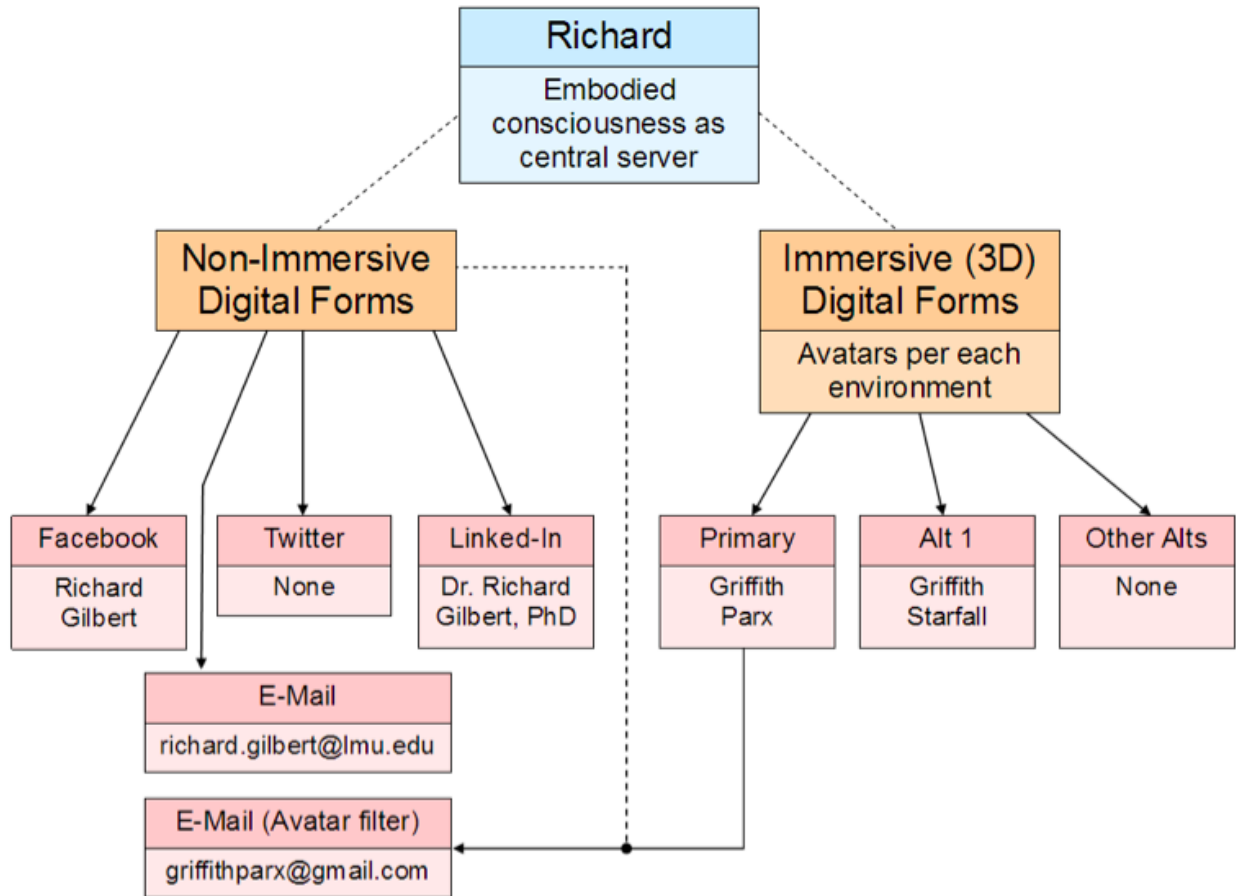 Richard
Embodied
consciousness as
central server
Non-Immersive
Digital Forms
Immersive (3D)
Digital Forms
Avatars per each
environment
Facebook
Richard
Gilbert
Twitter
None
Linked-In
Dr. Richard
Gilbert, PhD
Primary
Griffith
Parx
Alt 1
Griffith
Starfall
Other Alts
None
E-Mail
richard.gilbert@lmu.edu
E-Mail (Avatar filter)
griffithparx@gmail.com